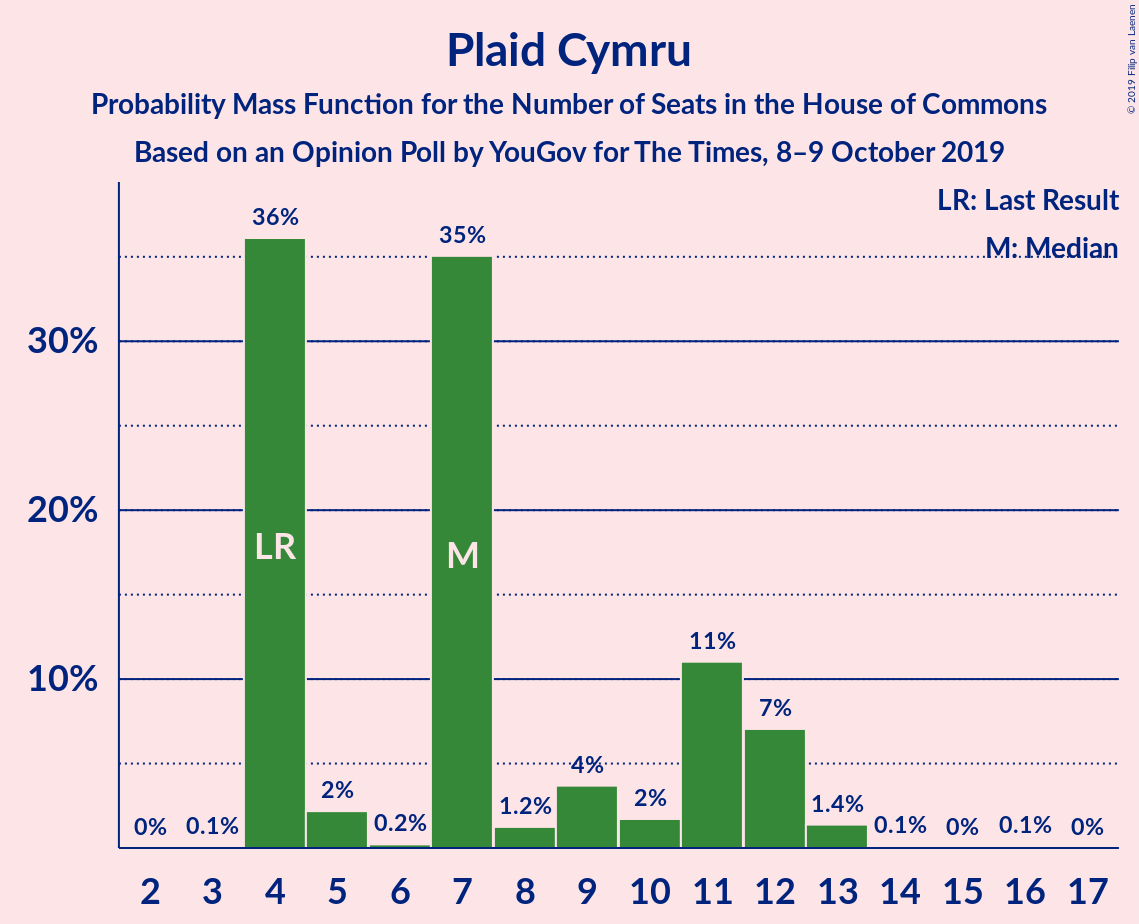 Plaid Cymru
Probability Mass Function for the Number of Seats in the House of Commons
Based on an Opinion Poll by YouGov for The Times, 8–9 October 2019
© 2019 Filip van Laenen
LR: Last Result
M: Median
30%
20%
10%
0%
0.1%
36%
2%
0.2%
35%
1.2%
4%
2%
11%
7%
1.4%
0.1%
0%
0.1%
0%
LR
M
2 3 4 5 6 7 8 9 10 11 12 13 14 15 16 17